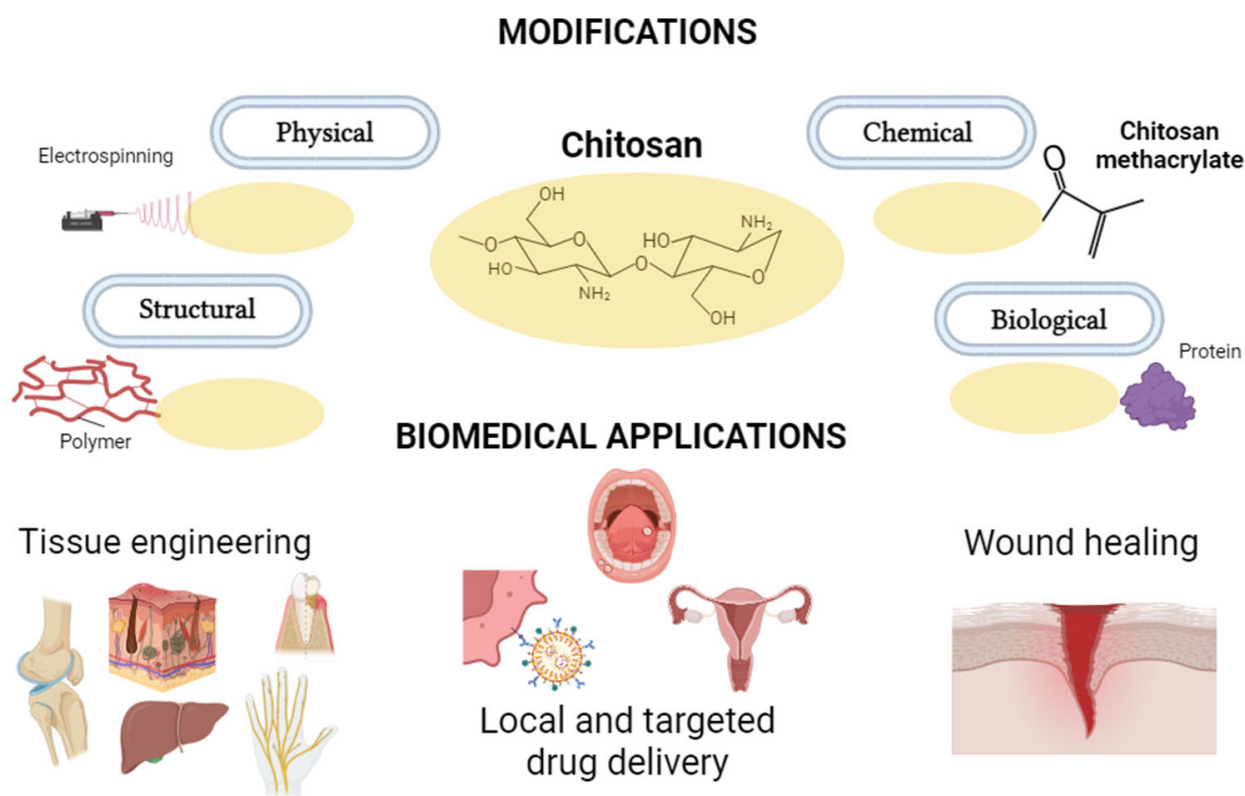 MODIFICATIONS
Physical
Chemical
Chitosan
methacrylate
Electrospinning
Chitosan
O
OH
NH₂
O
HO
O
O
HO
O
NH₂
OH
Structural
Biological
Protein
Polymer
BIOMEDICAL APPLICATIONS
Tissue engineering
Wound healing
Local and targeted
drug delivery